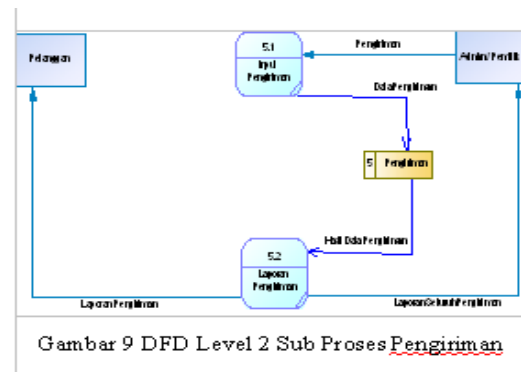 Pelanggan
5.1
Input
Pengiriman
Pengiriman
Admin/Pemilik
Data Pengiriman
5
Pengiriman
Hasil Data Pengiriman
5.2
Laporan
Pengiriman
Laporan Pengiriman
Laporan Seluruh Pengiriman
Gambar 9 DFD Level 2 Sub Proses Pengiriman